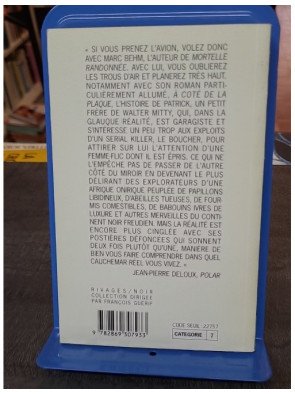 « SI VOUS PRENEZ L'AVION, VOLEZ DONC
AVEC MARC BEHM, L'AUTEUR DE MORTELLE
RANDONNÉE. AVEC LUI, VOUS OUBLIEREZ
LES TROUS D'AIR ET PLANEREZ TRÈS HAUT.
NOTAMMENT AVEC SON ROMAN PARTI-
CULIÈREMENT ALLUMÉ, À CÔTÉ DE LA
PLAQUE, L'HISTOIRE DE PATRICK, UN PETIT
FRÈRE DE WALTER MITTY, QUI, DANS LA
GLAUQUE RÉALITÉ, EST GARAGISTE ET
S'INTERESSE UN PEU TROP AUX EXPLOITS
D'UN SERIAL KILLER, LE BOUCHER, POUR
ATTIRER SUR LUI L'ATTENTION D'UNE
FEMME FLIC DONT IL EST ÉPRIS. CE QUI NE
L'EMPÊCHE PAS DE PASSER DE L'AUTRE
CÔTÉ DU MIROIR EN DEVENANT LE PLUS
DÉLIRANT DES EXPLORATEURS D'UNE
AFRIQUE ONIRIQUE PEUPLÉE DE PAPILLONS
LIBIDINEUX, D'ABEILLES TUEUSES, DE FOUR-
MIS COMESTIBLES, DE BABOUINS IVRES DE
LUXURE ET AUTRES MERVEILLES DU CONTI-
NENT NOIR FREUDIEN. MAIS LA RÉALITÉ EST
ENCORE PLUS CINGLÉE AVEC SES
POSTIÈRES DÉFONCÉES QUI SONNENT
DEUX FOIS PLUTÔT QU'UNE, MANIÈRE DE
BIEN VOUS FAIRE COMPRENDRE DANS QUEL
CAUCHEMAR RÉEL VOUS VIVEZ. »
JEAN-PIERRE DELOUX, POLAR
RIVAGES/NOIR
COLLECTION DIRIGÉE
PAR FRANÇOIS GUÉRIF
9 782869 307933
CODE SEUIL: 22757
CATÉGORIE 7